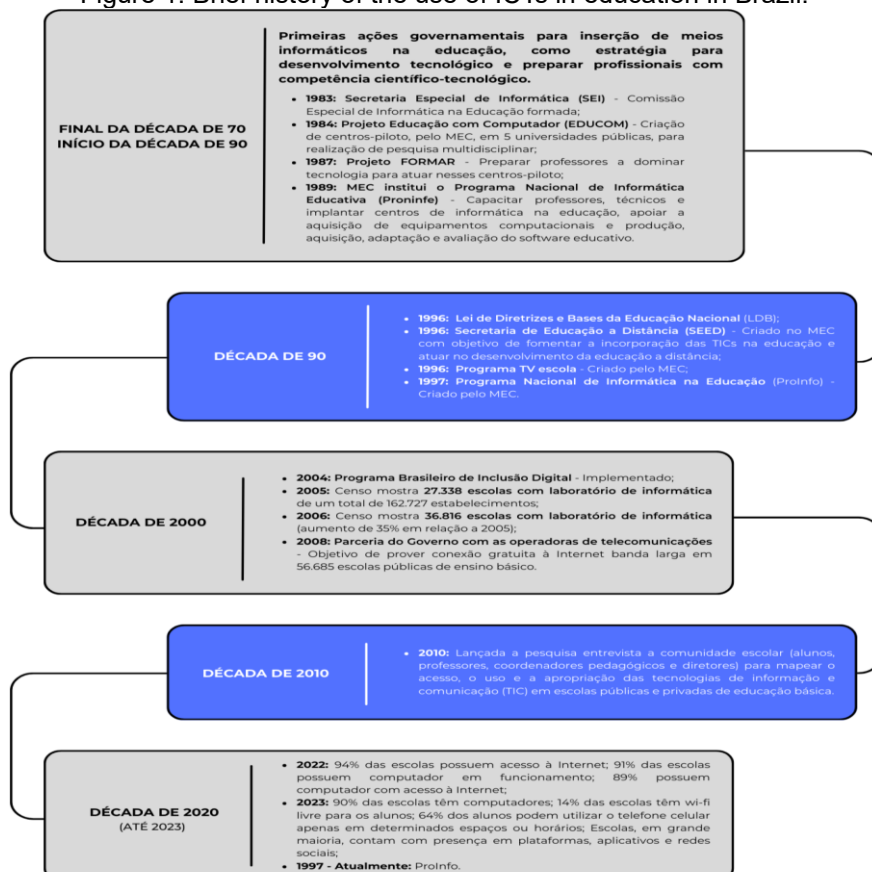 Figure 1: Brief history of the use of ICTs in education in Brazil.
FINAL DA DÉCADA DE 70
INÍCIO DA DÉCADA DE 90
Primeiras ações governamentais para inserção de meios
informáticos na educação, como estratégia para
desenvolvimento tecnológico e preparar profissionais com
competência científico-tecnológico.
• 1983: Secretaria Especial de Informática (SEI) - Comissão
Especial de Informática na Educação formada;
• 1984: Projeto Educação com Computador (EDUCOM) - Criação
de centros-piloto, pelo MEC, em 5 universidades públicas, para
realização de pesquisa multidisciplinar;
• 1987: Projeto FORMAR - Preparar professores a dominar
tecnologia para atuar nesses centros-piloto;
• 1989: MEC institui o Programa Nacional de Informática
Educativa (Proninfe) - Capacitar professores, técnicos e
implantar centros de informática na educação, apoiar a
aquisição de equipamentos computacionais e produção,
aquisição, adaptação e avaliação do software educativo.
DÉCADA DE 90
• 1996: Lei de Diretrizes e Bases da Educação Nacional (LDB);
• 1996: Secretaria de Educação a Distância (SEED) - Criado no MEC
com objetivo de fomentar a incorporação das TICs na educação e
atuar no desenvolvimento da educação a distância;
• 1996: Programa TV escola - Criado pelo MEC;
• 1997: Programa Nacional de Informática na Educação (ProInfo) -
Criado pelo MEC.
DÉCADA DE 2000
• 2004: Programa Brasileiro de Inclusão Digital - Implementado;
• 2005: Censo mostra 27.338 escolas com laboratório de informática
de um total de 162.727 estabelecimentos;
• 2006: Censo mostra 36.816 escolas com laboratório de informática
(aumento de 35% em relação a 2005);
• 2008: Parceria do Governo com as operadoras de telecomunicações
- Objetivo de prover conexão gratuita à Internet banda larga em
56.685 escolas públicas de ensino básico.
DÉCADA DE 2010
• 2010: Lançada a pesquisa entrevista a comunidade escolar (alunos,
professores, coordenadores pedagógicos e diretores) para mapear o
acesso, o uso e a apropriação das tecnologias de informação e
comunicação (TIC) em escolas públicas e privadas de educação básica.
DÉCADA DE 2020
(ATÉ 2023)
• 2022: 94% das escolas possuem acesso à Internet; 91% das escolas
possuem computador em funcionamento; 89% possuem
computador com acesso à Internet;
• 2023: 90% das escolas têm computadores; 14% das escolas têm wi-fi
livre para os alunos; 64% dos alunos podem utilizar o telefone celular
apenas em determinados espaços ou horários; Escolas, em grande
maioria, contam com presença em plataformas, aplicativos e redes
sociais;
• 1997 - Atualmente: ProInfo.